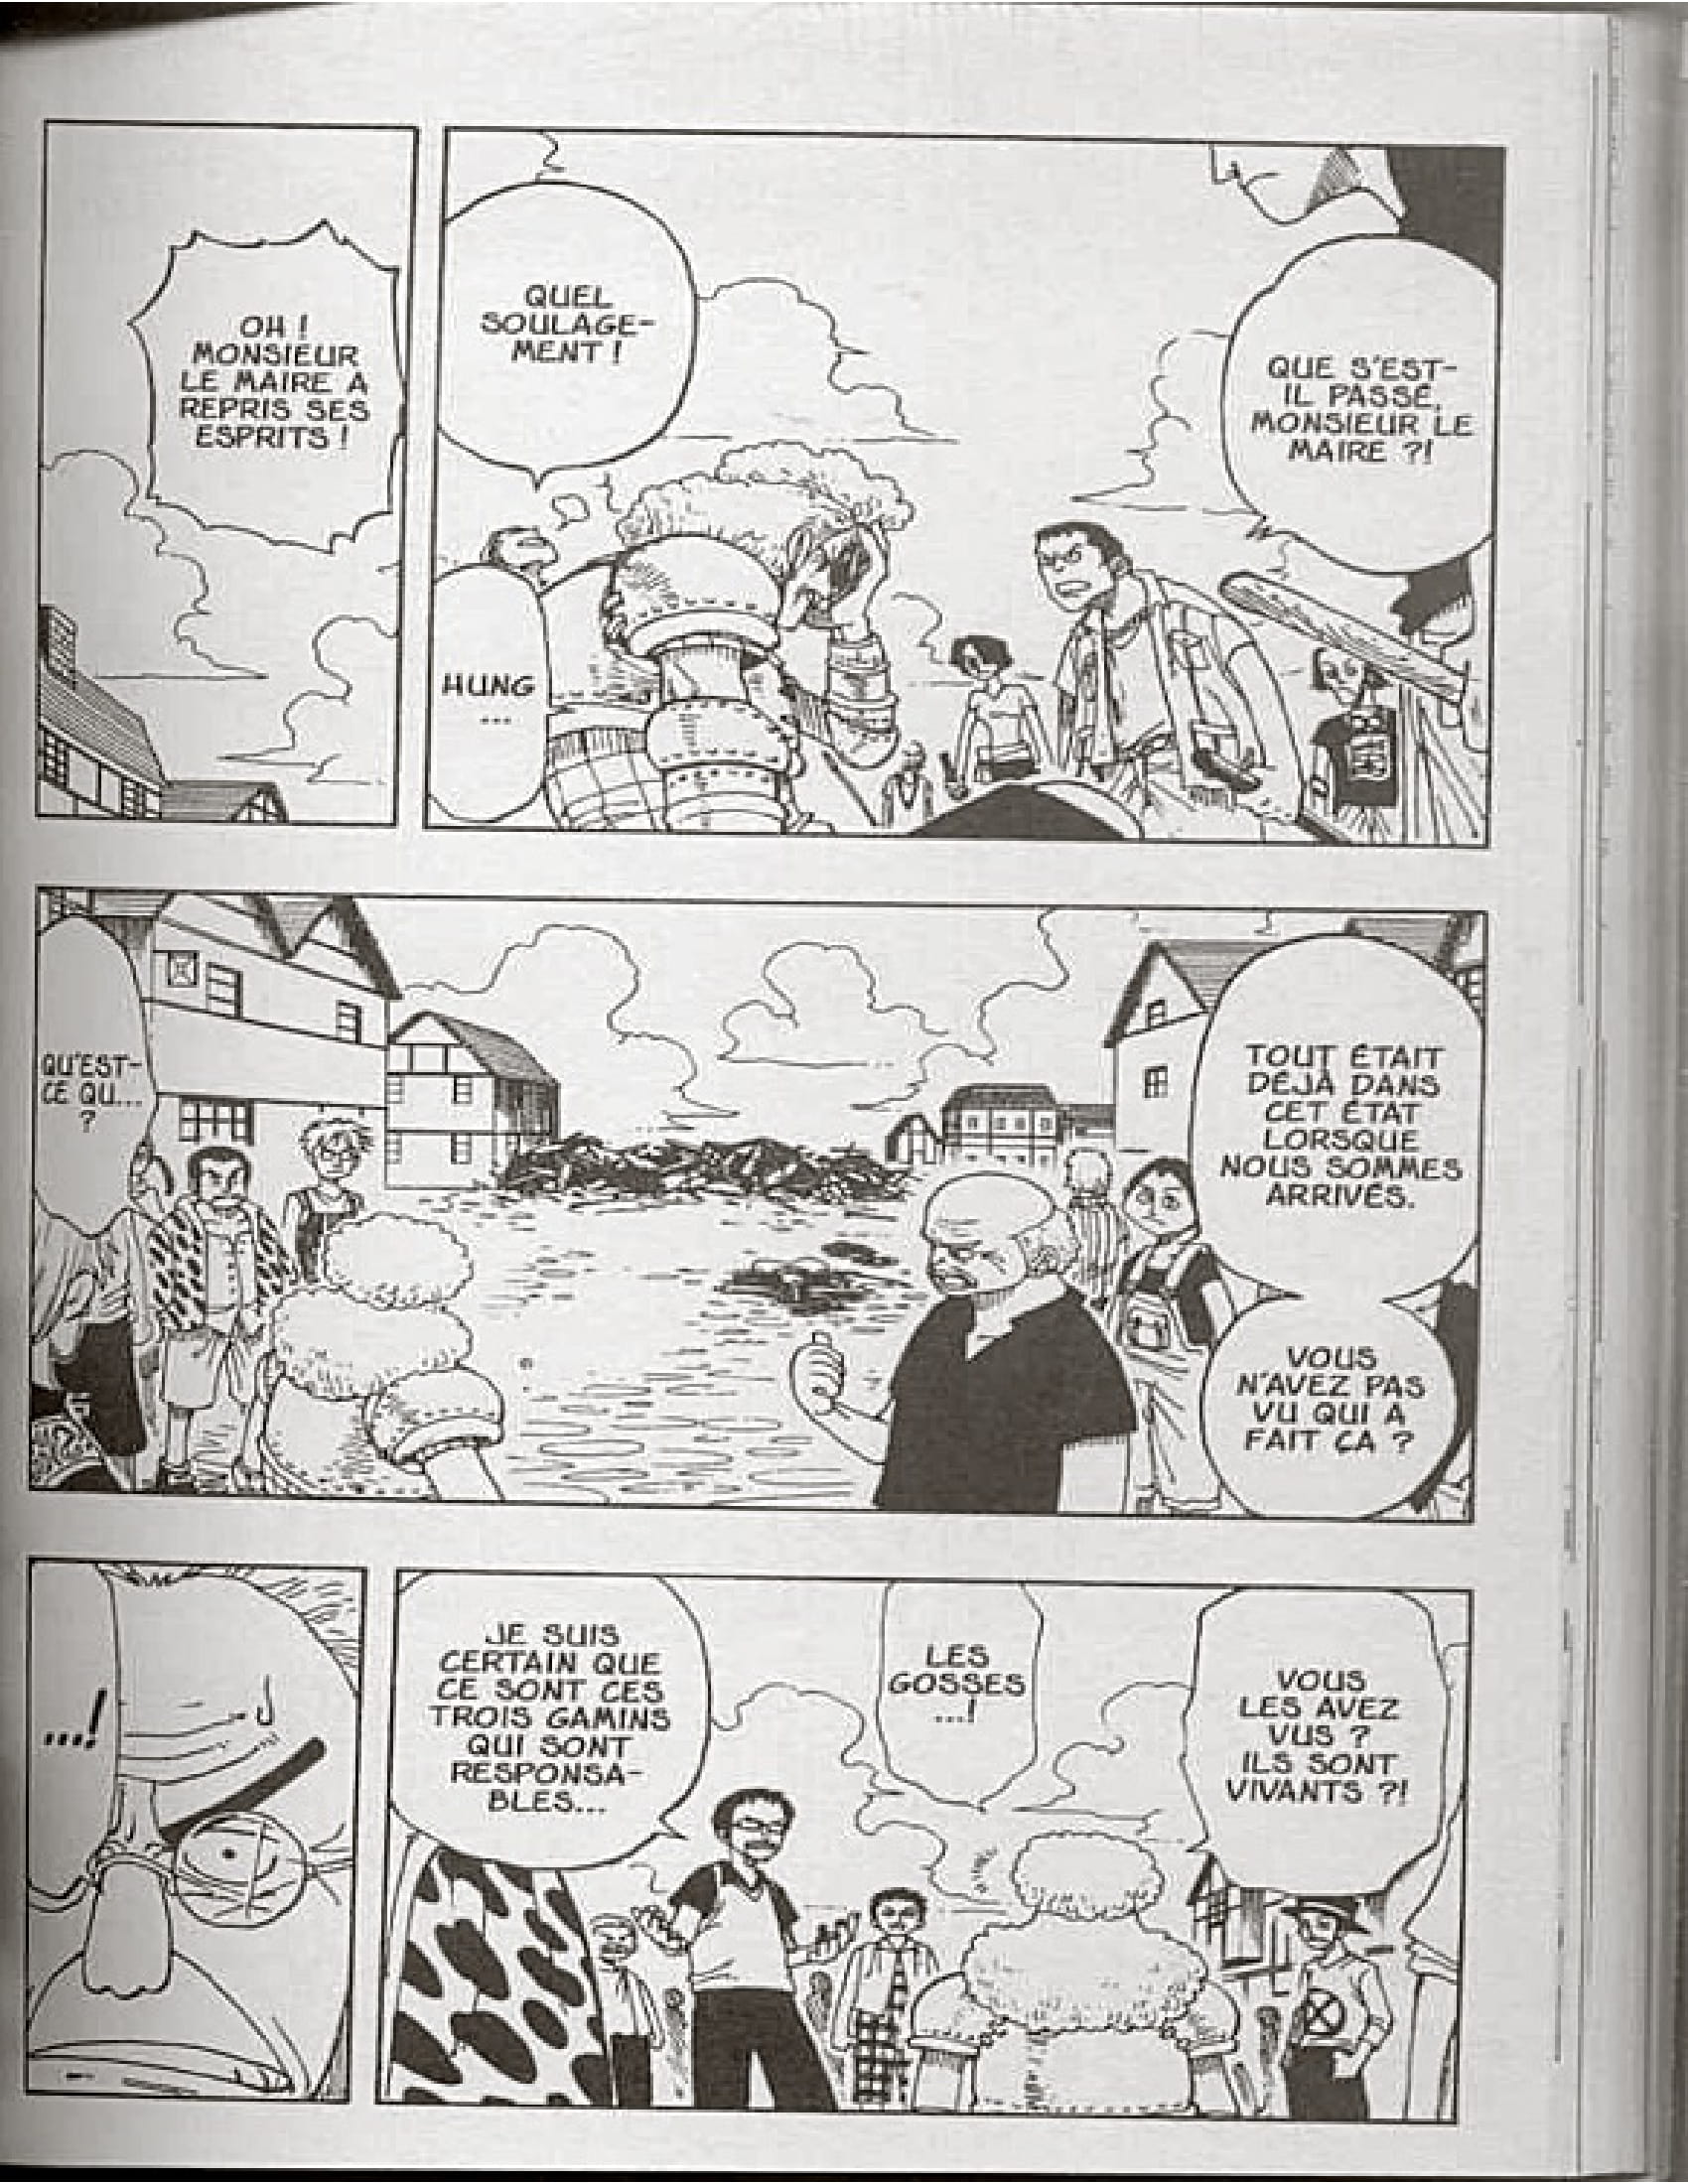 QUE S'EST-
IL PASSÉ,
MONSIEUR LE
MAIRE ?!
QUEL
SOULAGE-
MENT !
HUNG
...
OH !
MONSIEUR
LE MAIRE A
REPRIS SES
ESPRITS !
TOUT ÉTAIT
DÉJÀ DANS
CET ÉTAT
LORSQUE
NOUS SOMMES
ARRIVÉS.
VOUS
N'AVEZ PAS
VU QUI A
FAIT ÇA ?
QU'EST-
CE QU...
?
VOUS
LES AVEZ
VUS ?
ILS SONT
VIVANTS ?!
LES
GOSSES
...!
JE SUIS
CERTAIN QUE
CE SONT CES
TROIS GAMINS
QUI SONT
RESPONSA-
BLES...
...!